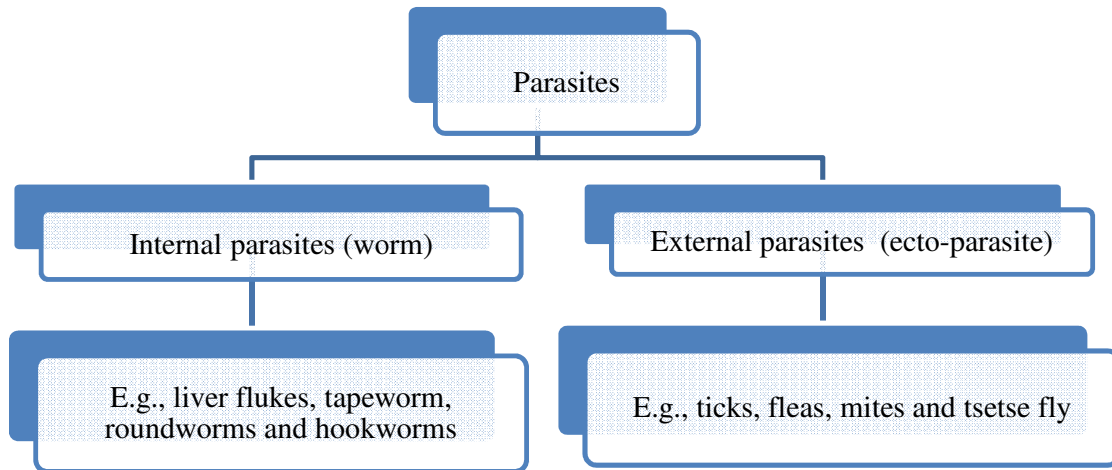 Parasites
Internal parasites (worm)
External parasites (ecto-parasite)
E.g., liver flukes, tapeworm,
roundworms and hookworms
E.g., ticks, fleas, mites and tsetse fly